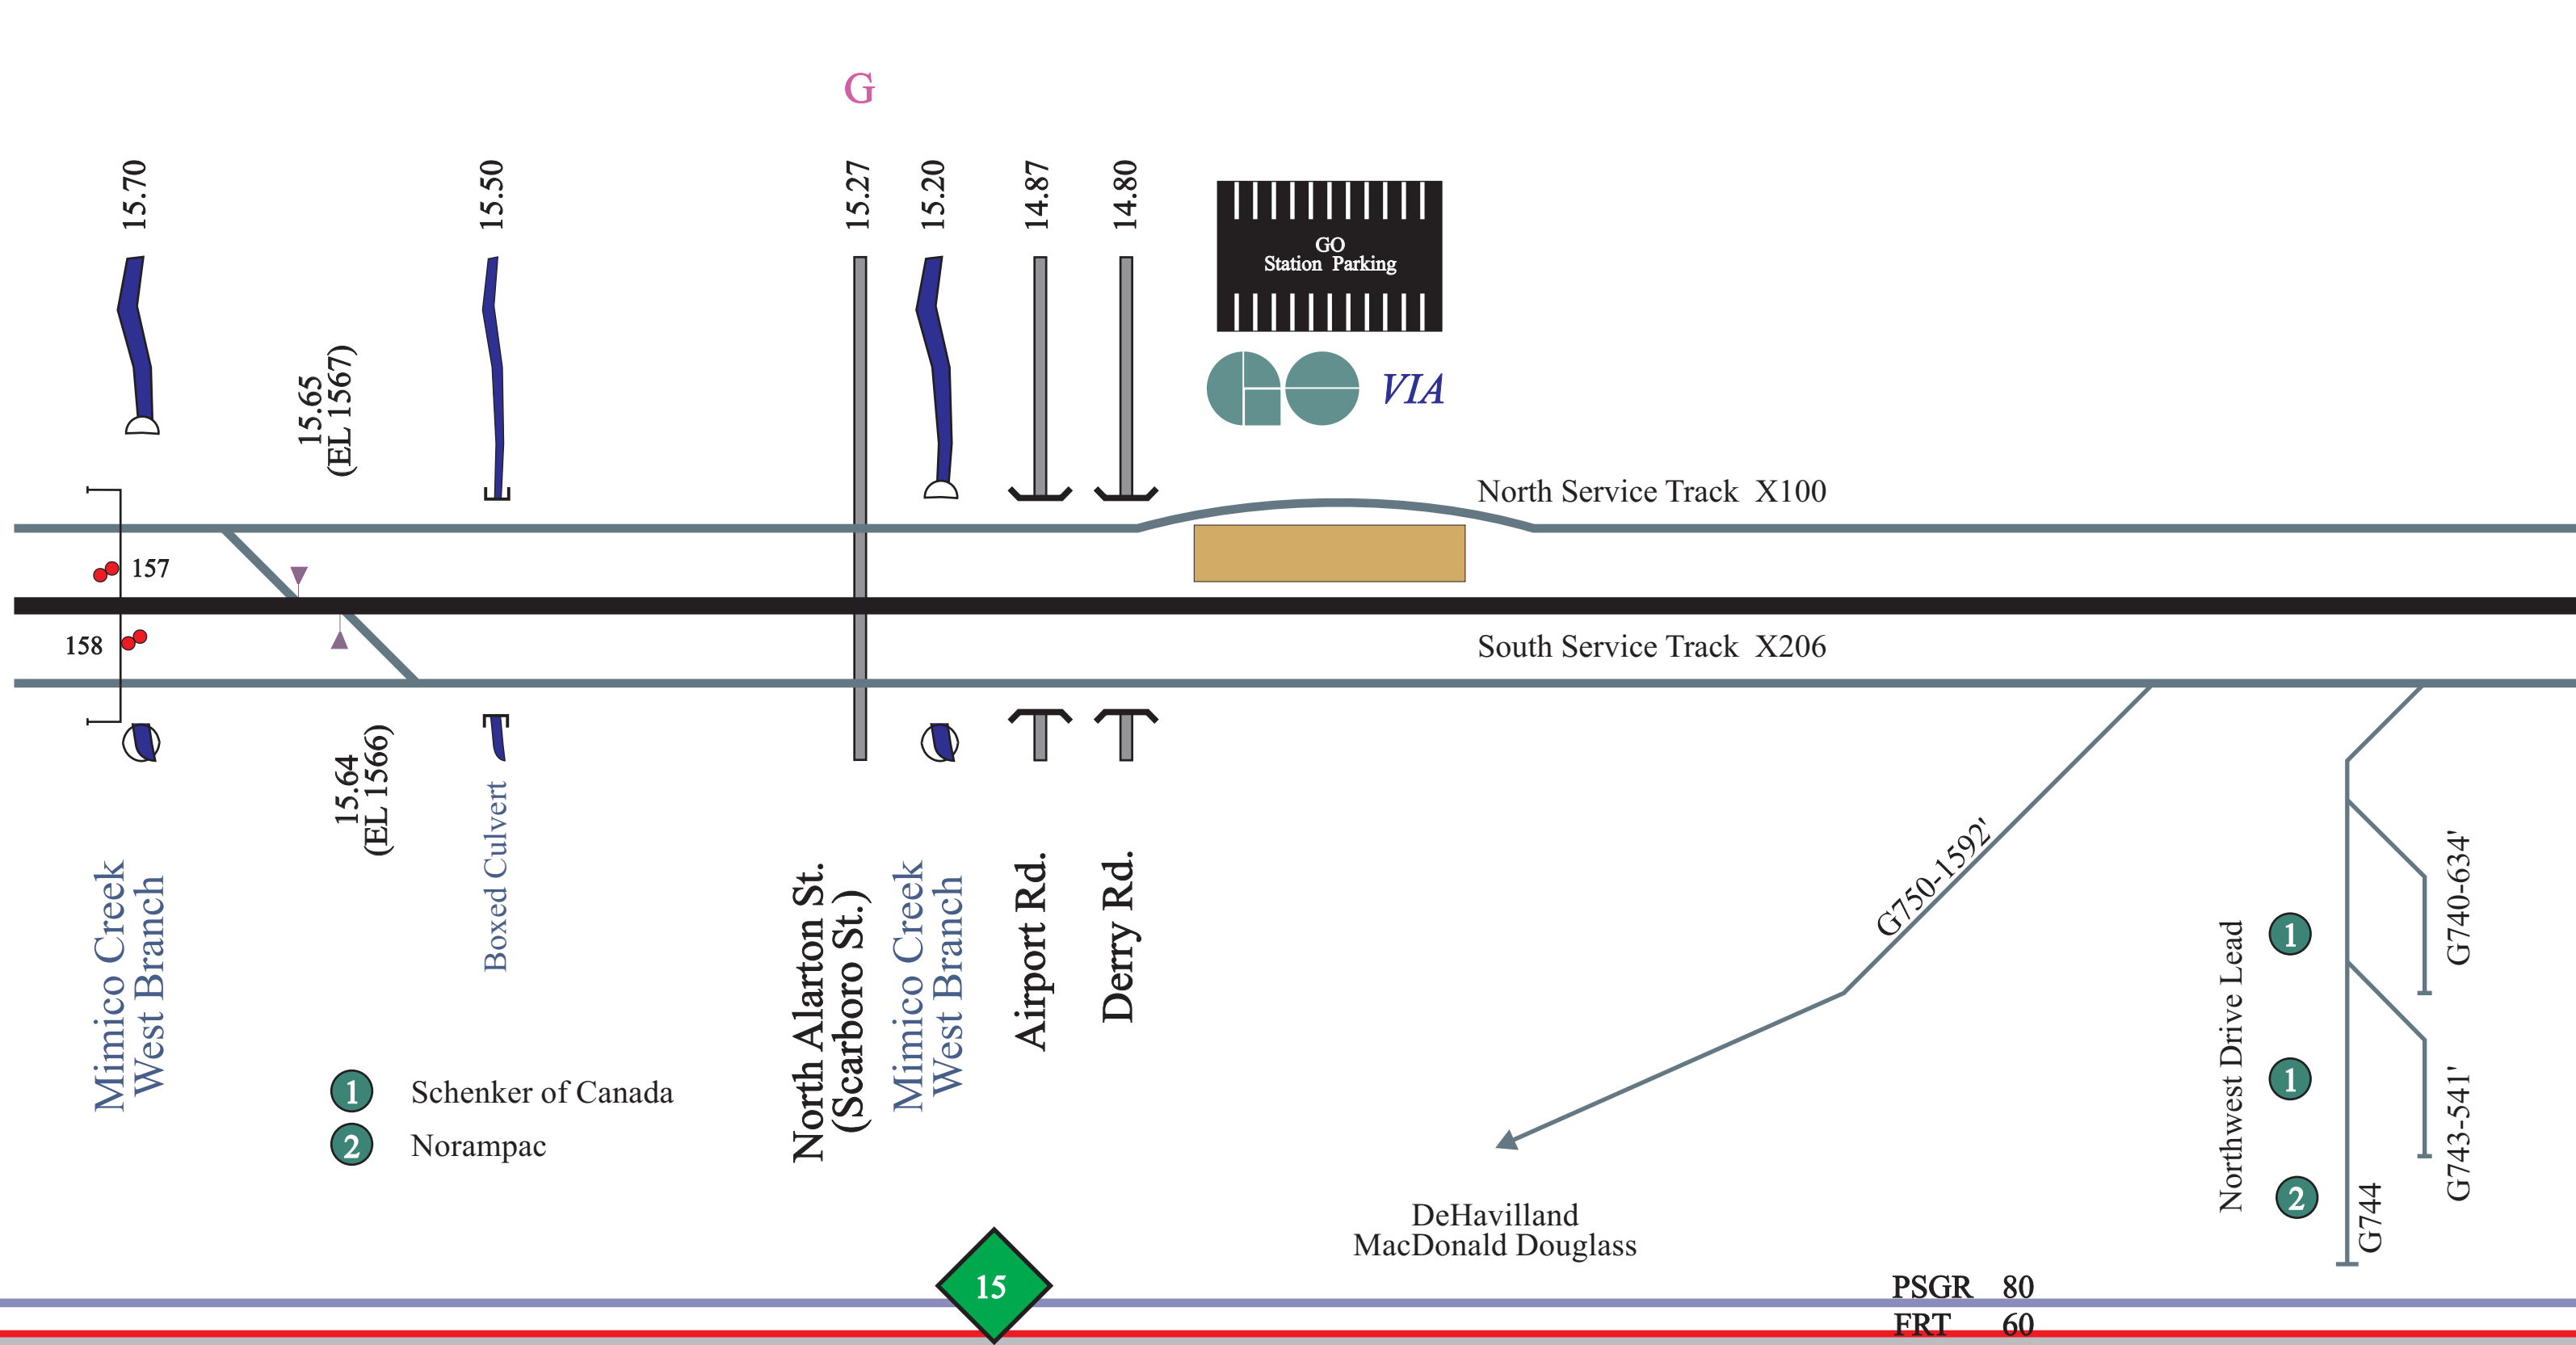 G
15.70
15.50
15.27
15.20
14.87
14.80
GO
Station Parking
VIA
15.65
(EL 1567)
North Service Track X100
157
158
South Service Track X206
15.64
(EL 1566)
Boxed Culvert
Mimico Creek
West Branch
North Alarton St.
(Scarboro St.)
Mimico Creek
West Branch
Airport Rd.
Derry Rd.
G750-1592'
Northwest Drive Lead
1
1
2
G740-634'
G743-541'
G744
1 Schenker of Canada
2 Norampac
DeHavilland
MacDonald Douglass
15
PSGR 80
FRT 60